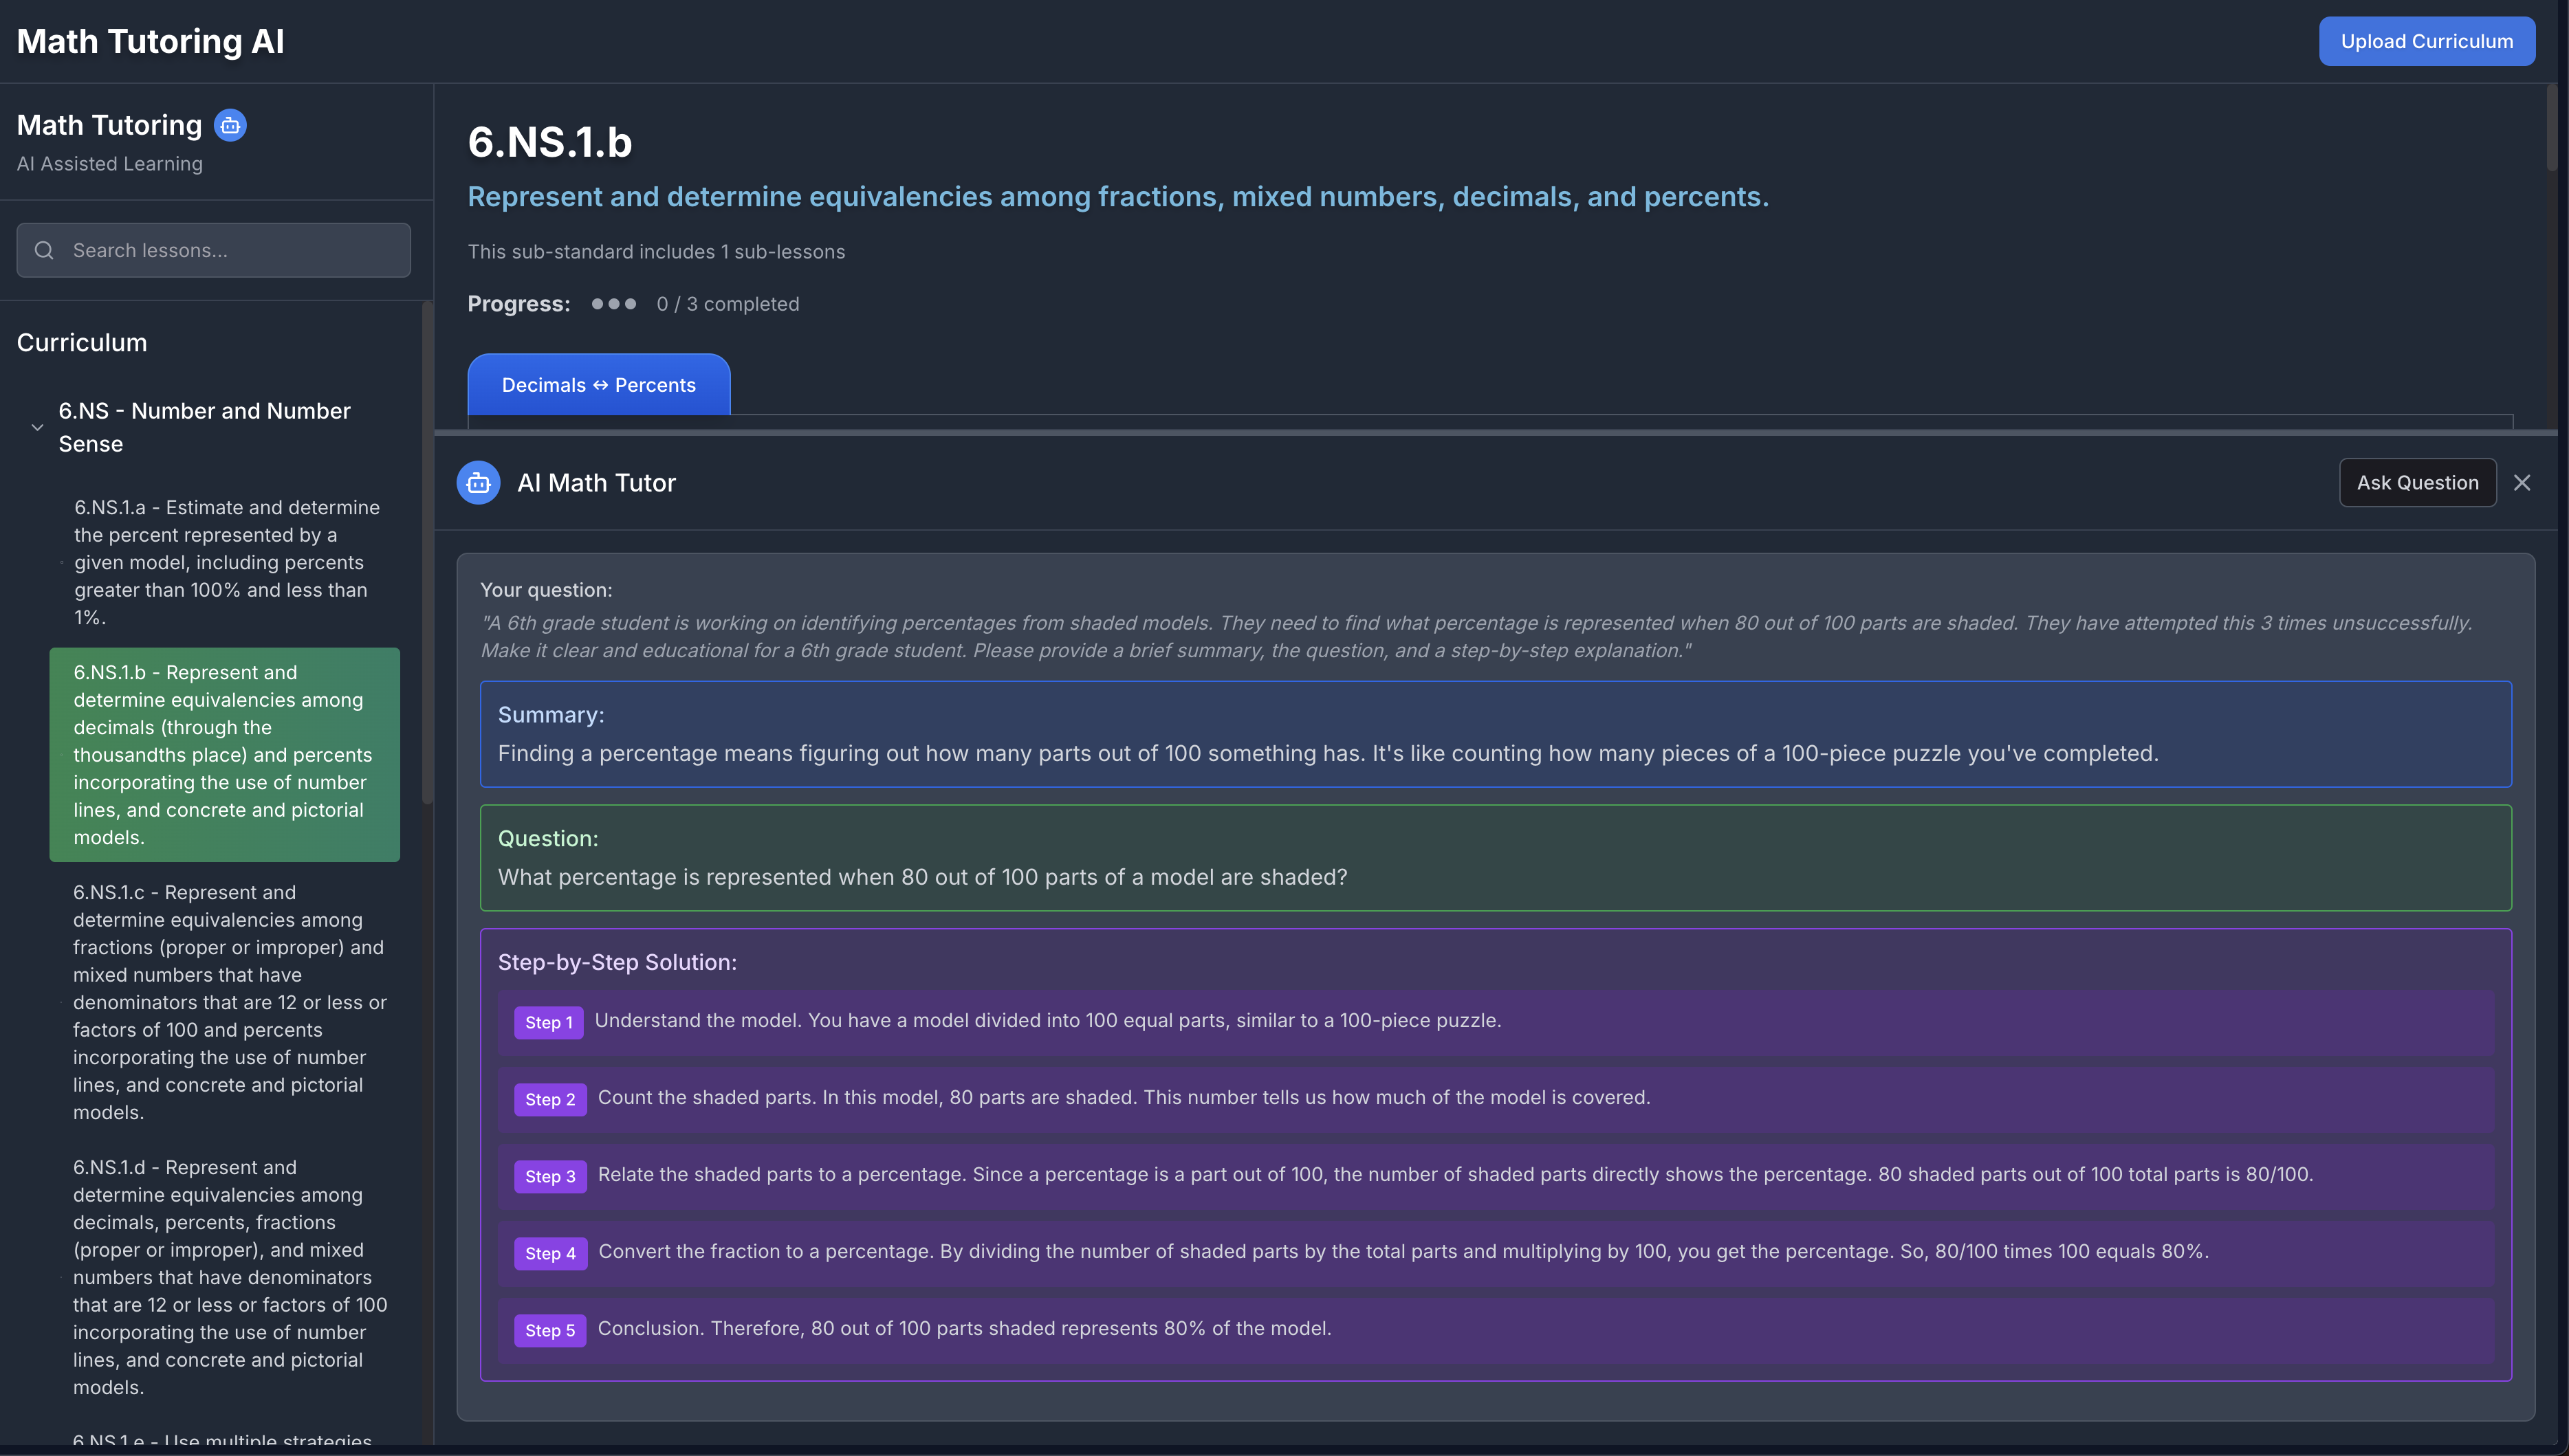 Math Tutoring AI
Upload Curriculum
Math Tutoring
AI Assisted Learning
Search lessons...
Curriculum
6.NS - Number and Number
Sense
6.NS.1.a - Estimate and determine
the percent represented by a
given model, including percents
greater than 100% and less than
1%.
6.NS.1.b - Represent and
determine equivalencies among
decimals (through the
thousandths place) and percents
incorporating the use of number
lines, and concrete and pictorial
models.
6.NS.1.c - Represent and
determine equivalencies among
fractions (proper or improper) and
mixed numbers that have
denominators that are 12 or less or
factors of 100 and percents
incorporating the use of number
lines, and concrete and pictorial
models.
6.NS.1.d - Represent and
determine equivalencies among
decimals, percents, fractions
(proper or improper), and mixed
numbers that have denominators
that are 12 or less or factors of 100
incorporating the use of number
lines, and concrete and pictorial
models.
6.NS.1.e - Use multiple strategies
6.NS.1.b
Represent and determine equivalencies among fractions, mixed numbers, decimals, and percents.
This sub-standard includes 1 sub-lessons
Progress: 0 / 3 completed
Decimals ↔ Percents
AI Math Tutor
Ask Question
Your question:
"A 6th grade student is working on identifying percentages from shaded models. They need to find what percentage is represented when 80 out of 100 parts are shaded. They have attempted this 3 times unsuccessfully.
Make it clear and educational for a 6th grade student. Please provide a brief summary, the question, and a step-by-step explanation."
Summary:
Finding a percentage means figuring out how many parts out of 100 something has. It's like counting how many pieces of a 100-piece puzzle you've completed.
Question:
What percentage is represented when 80 out of 100 parts of a model are shaded?
Step-by-Step Solution:
Step 1 Understand the model. You have a model divided into 100 equal parts, similar to a 100-piece puzzle.
Step 2 Count the shaded parts. In this model, 80 parts are shaded. This number tells us how much of the model is covered.
Step 3 Relate the shaded parts to a percentage. Since a percentage is a part out of 100, the number of shaded parts directly shows the percentage. 80 shaded parts out of 100 total parts is 80/100.
Step 4 Convert the fraction to a percentage. By dividing the number of shaded parts by the total parts and multiplying by 100, you get the percentage. So, 80/100 times 100 equals 80%.
Step 5 Conclusion. Therefore, 80 out of 100 parts shaded represents 80% of the model.